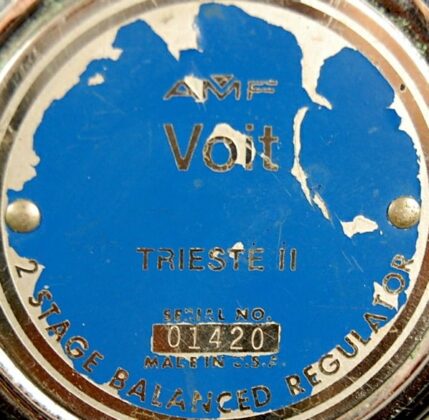 AMF
Voit
TRIESTE II
SERIAL NO.
01420
MADE IN U.S.A.
2 STAGE BALANCED REGULATOR